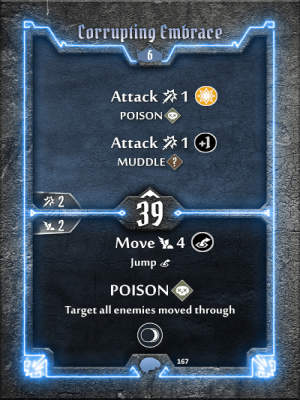 Corrupting Embrace
6
Attack 1
POISON
Attack 1 +1
MUDDLE ?
2
39
2
Move 4
Jump
POISON
Target all enemies moved through
167